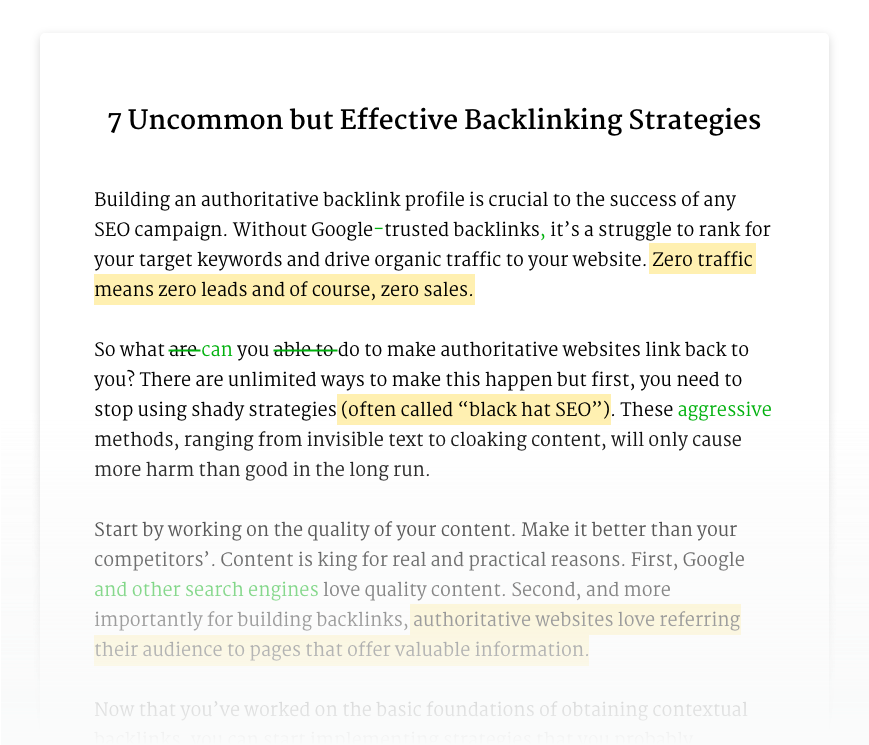 7 Uncommon but Effective Backlinking Strategies
Building an authoritative backlink profile is crucial to the success of any
SEO campaign. Without Google-trusted backlinks, it’s a struggle to rank for
your target keywords and drive organic traffic to your website. Zero traffic
means zero leads and of course, zero sales.
So what are can you able to do to make authoritative websites link back to
you? There are unlimited ways to make this happen but first, you need to
stop using shady strategies (often called “black hat SEO”). These aggressive
methods, ranging from invisible text to cloaking content, will only cause
more harm than good in the long run.
Start by working on the quality of your content. Make it better than your
competitors’. Content is king for real and practical reasons. First, Google
and other search engines love quality content. Second, and more
importantly for building backlinks, authoritative websites love referring
their audience to pages that offer valuable information.
Now that you’ve worked on the basic foundations of obtaining contextual
backlinks, you can start implementing strategies that you probably